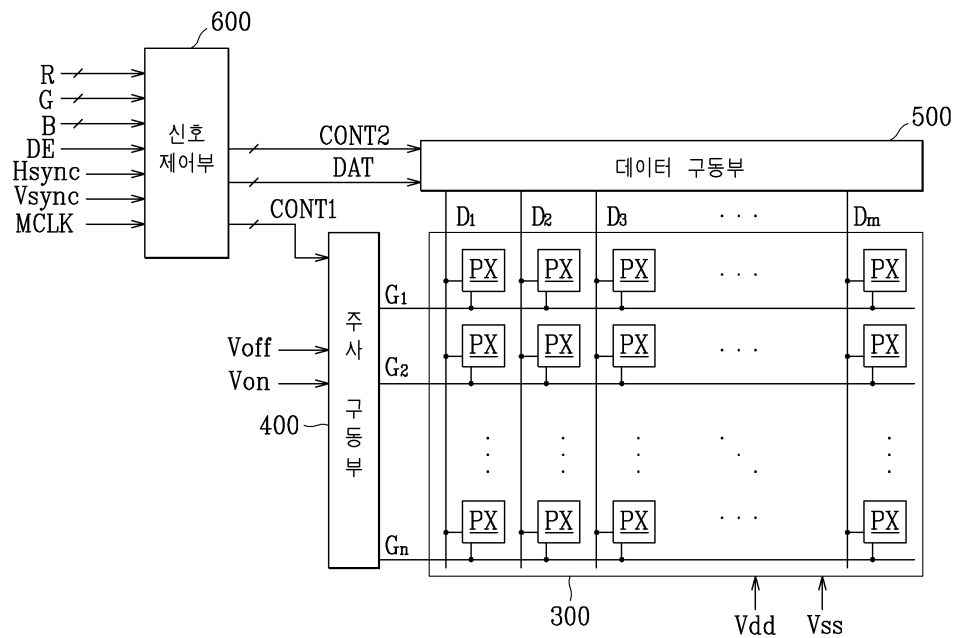 600
R
G
B
DE
Hsync
Vsync
MCLK
신호
제어부
CONT2
DAT
CONT1
500
데이터 구동부
D1 D2 D3 · · · Dm
PX PX PX · · · PX
G1
PX PX PX · · · PX
G2
Voff
Von
400
주사 구동부
PX PX PX · · · PX
Gn
300
Vdd Vss